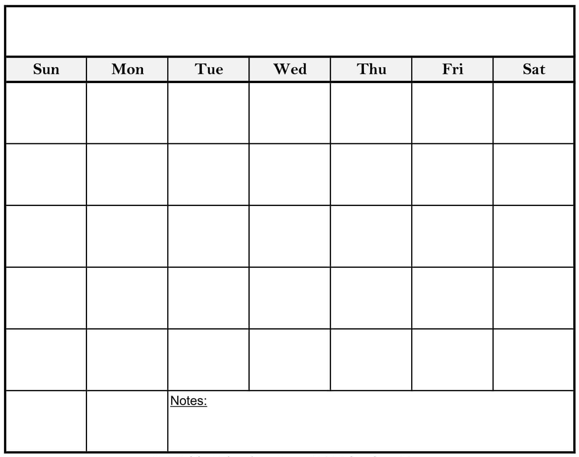 Sun Mon Tue Wed Thu Fri Sat
Notes: